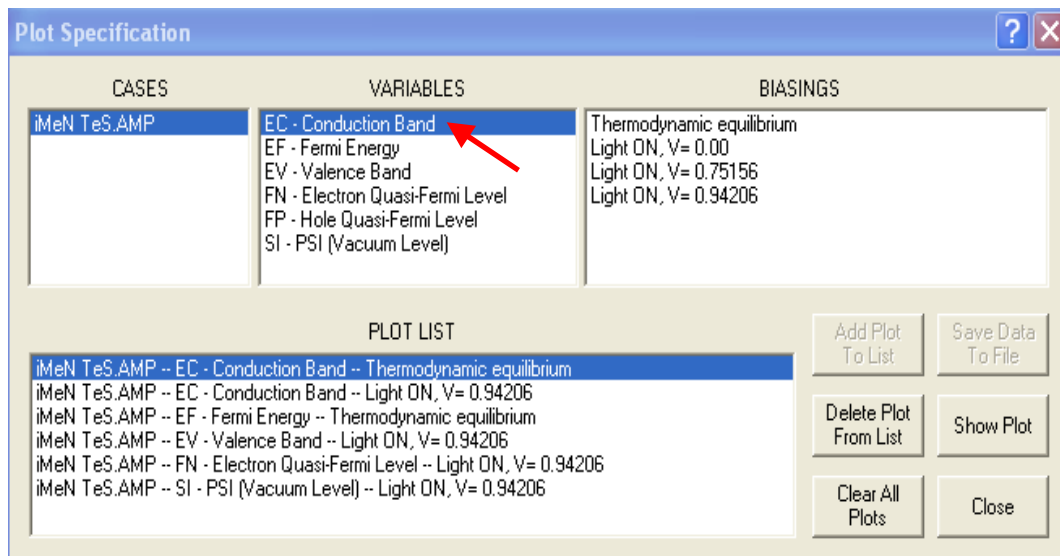 Plot Specification
CASES
VARIABLES
BIASINGS
iMeN TeS.AMP
EC - Conduction Band
EF - Fermi Energy
EV - Valence Band
FN - Electron Quasi-Fermi Level
FP - Hole Quasi-Fermi Level
SI - PSI (Vacuum Level)
Thermodynamic equilibrium
Light ON, V= 0.00
Light ON, V= 0.75156
Light ON, V= 0.94206
PLOT LIST
iMeN TeS.AMP -- EC - Conduction Band -- Thermodynamic equilibrium
iMeN TeS.AMP -- EC - Conduction Band -- Light ON, V= 0.94206
iMeN TeS.AMP -- EF - Fermi Energy -- Thermodynamic equilibrium
iMeN TeS.AMP -- EV - Valence Band -- Light ON, V= 0.94206
iMeN TeS.AMP -- FN - Electron Quasi-Fermi Level -- Light ON, V= 0.94206
iMeN TeS.AMP -- SI - PSI (Vacuum Level) -- Light ON, V= 0.94206
Add Plot
To List
Save Data
To File
Delete Plot
From List
Show Plot
Clear All
Plots
Close